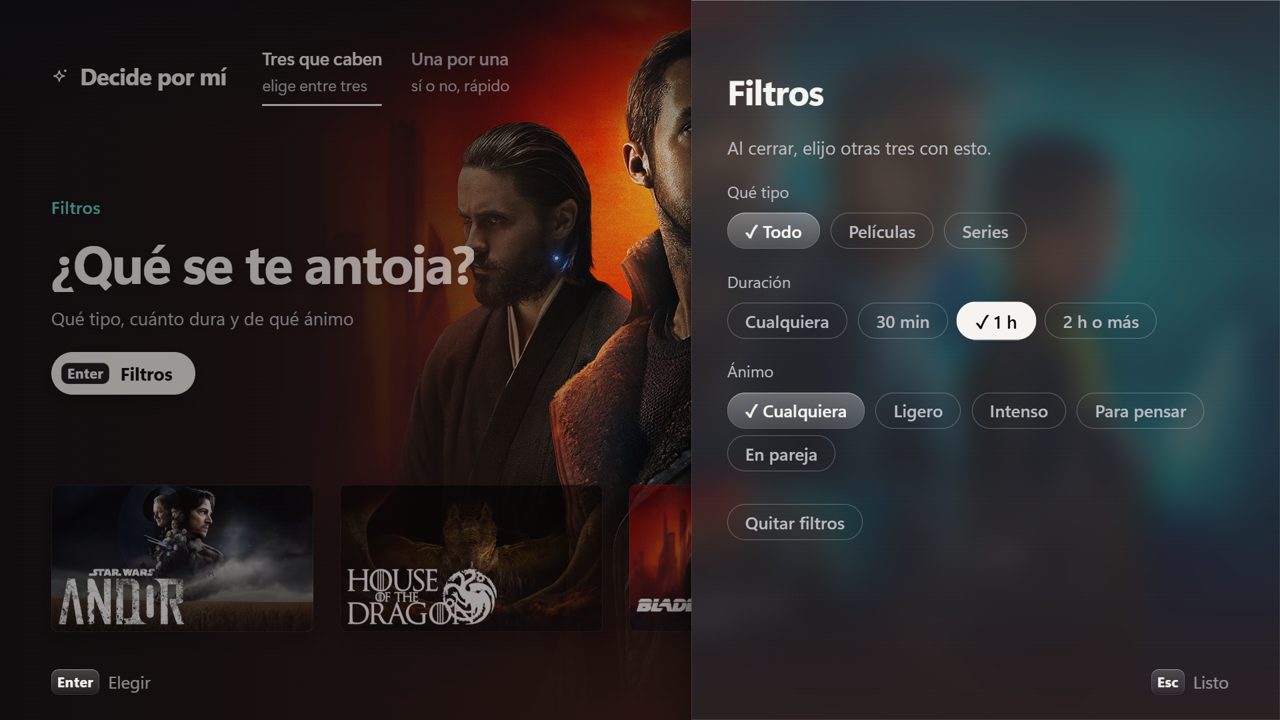 Decide por mí
Tres que caben
elige entre tres
Una por una
sí o no, rápido
Filtros
¿Qué se te antoja?
Qué tipo, cuánto dura y de qué ánimo
Enter Filtros
STAR WARS
ANDOR
HOUSE
OF THE
DRAGON
Enter Elegir
Filtros
Al cerrar, elijo otras tres con esto.
Qué tipo
✓ Todo Películas Series
Duración
Cualquiera 30 min ✓ 1 h 2 h o más
Ánimo
✓ Cualquiera Ligero Intenso Para pensar
En pareja
Quitar filtros
Esc Listo